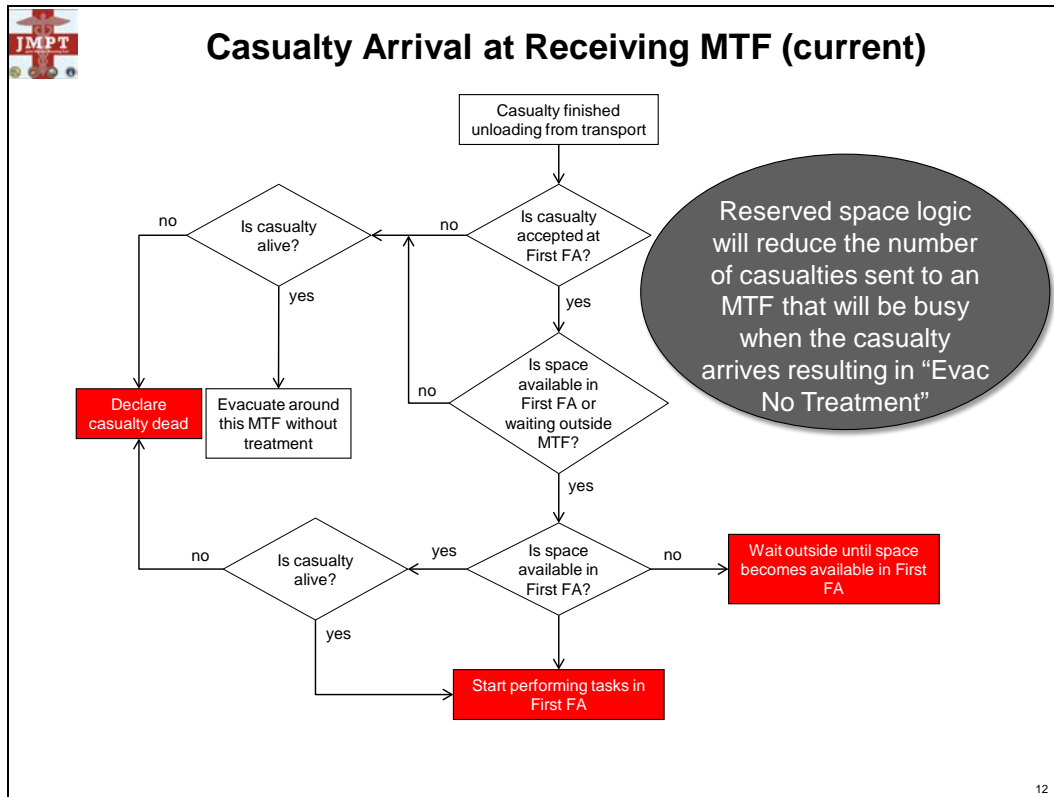 JMPT
Casualty Arrival at Receiving MTF (current)
Casualty finished
unloading from transport
Is casualty
accepted at
First FA?
no
Is casualty
alive?
no
yes
yes
Reserved space logic
will reduce the number
of casualties sent to an
MTF that will be busy
when the casualty
arrives resulting in “Evac
No Treatment”
Declare
casualty dead
Evacuate around
this MTF without
treatment
no
Is space
available in
First FA or
waiting outside
MTF?
yes
no
Is casualty
alive?
yes
Is space
available in
First FA?
no
Wait outside until space
becomes available in First
FA
yes
Start performing tasks in
First FA
12